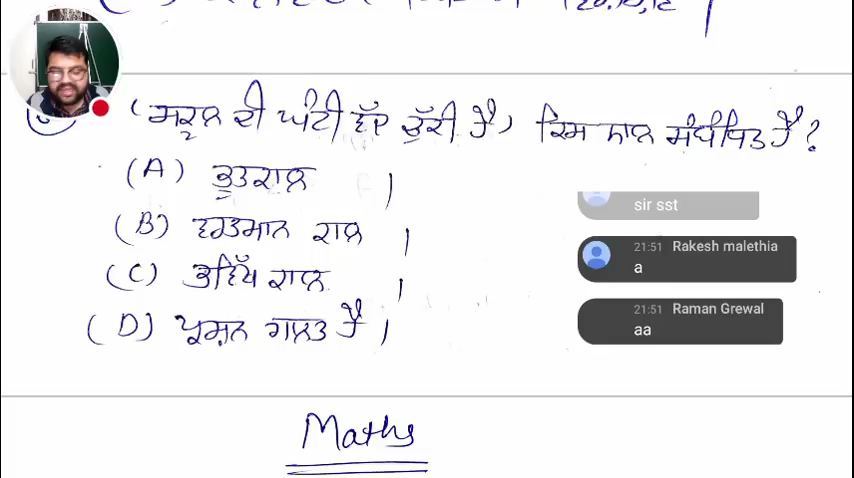 ਸਕੂਲ ਦੀ ਘੰਟੀ ਵੱਜ ਚੁੱਕੀ ਹੈ, ਕਿਸ ਨਾਲ ਸੰਬੰਧਿਤ ਹੈ?
(A) ਭੂਤਕਾਲ ।
(B) ਵਰਤਮਾਨ ਕਾਲ ।
(C) ਭਵਿੱਖ ਕਾਲ ।
(D) ਪ੍ਰਸ਼ਨ ਗਲਤ ਹੈ ।
sir sst
21:51 Rakesh malethia
a
21:51 Raman Grewal
aa
Maths